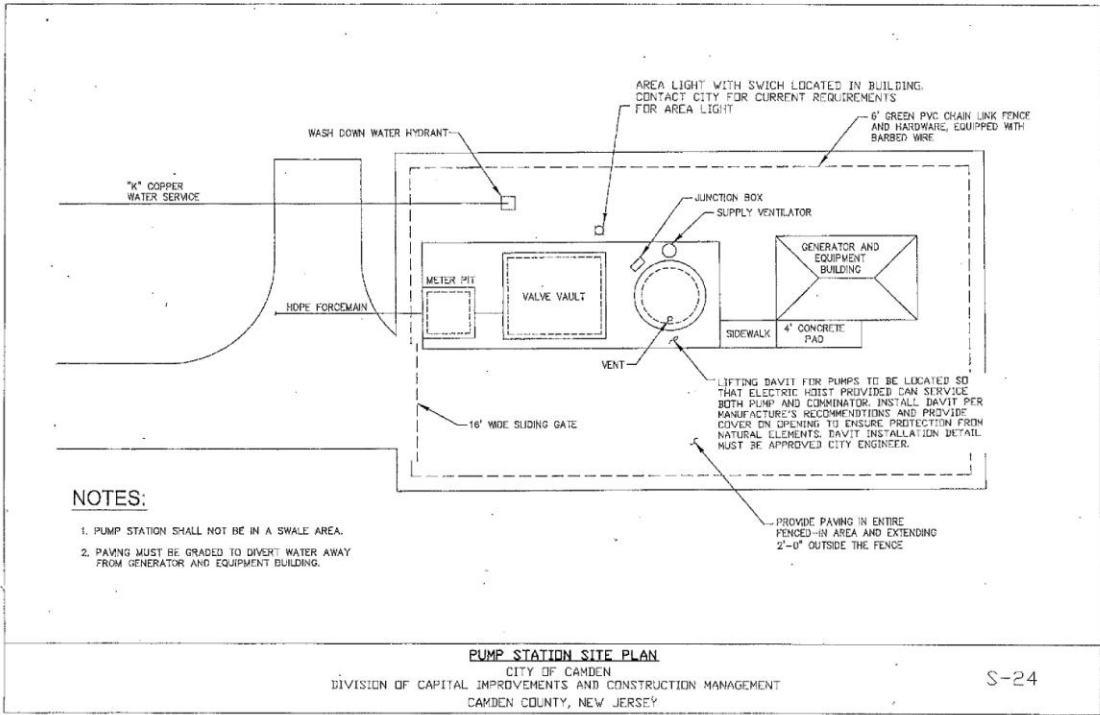 AREA LIGHT WITH SWICH LOCATED IN BUILDING.
CONTACT CITY FOR CURRENT REQUIREMENTS
FOR AREA LIGHT
6' GREEN PVC CHAIN LINK FENCE
AND HARDWARE, EQUIPPED WITH
BARBED WIRE
WASH DOWN WATER HYDRANT
"K" COPPER
WATER SERVICE
JUNCTION BOX
SUPPLY VENTILATOR
GENERATOR AND
EQUIPMENT
BUILDING
METER PIT
VALVE VAULT
HDPE FORCEMAIN
SIDEWALK
4' CONCRETE
PAD
VENT
LIFTING DAVIT FOR PUMPS TO BE LOCATED SO
THAT ELECTRIC HOIST PROVIDED CAN SERVICE
BOTH PUMP AND COMMINATOR. INSTALL DAVIT PER
MANUFACTURE'S RECOMMENDTIONS AND PROVIDE
COVER ON OPENING TO ENSURE PROTECTION FROM
NATURAL ELEMENTS. DAVIT INSTALLATION DETAIL
MUST BE APPROVED CITY ENGINEER.
16' WIDE SLIDING GATE
PROVIDE PAVING IN ENTIRE
FENCED-IN AREA AND EXTENDING
2'-0" OUTSIDE THE FENCE
NOTES:
1. PUMP STATION SHALL NOT BE IN A SWALE AREA.
2. PAVING MUST BE GRADED TO DIVERT WATER AWAY
FROM GENERATOR AND EQUIPMENT BUILDING.
PUMP STATION SITE PLAN
CITY OF CAMDEN
DIVISION OF CAPITAL IMPROVEMENTS AND CONSTRUCTION MANAGEMENT
CAMDEN COUNTY, NEW JERSEY
S-24